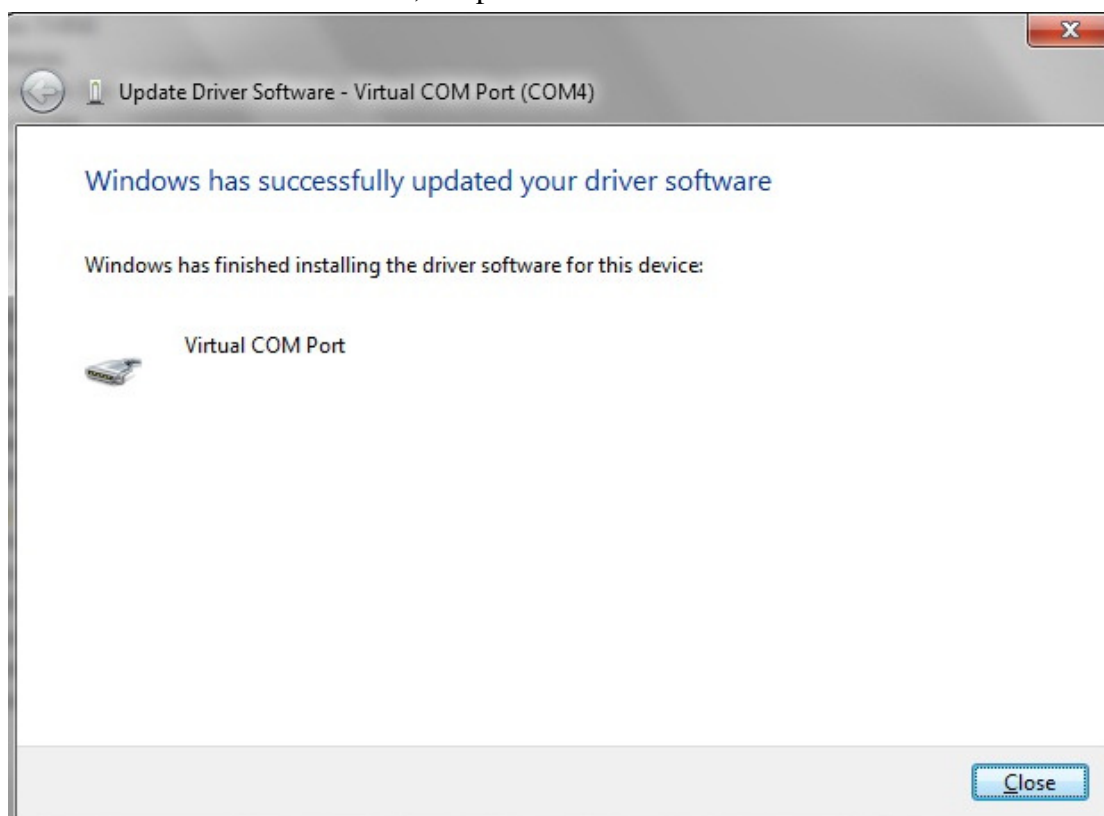 Update Driver Software - Virtual COM Port (COM4)
Windows has successfully updated your driver software
Windows has finished installing the driver software for this device:
Virtual COM Port
Close